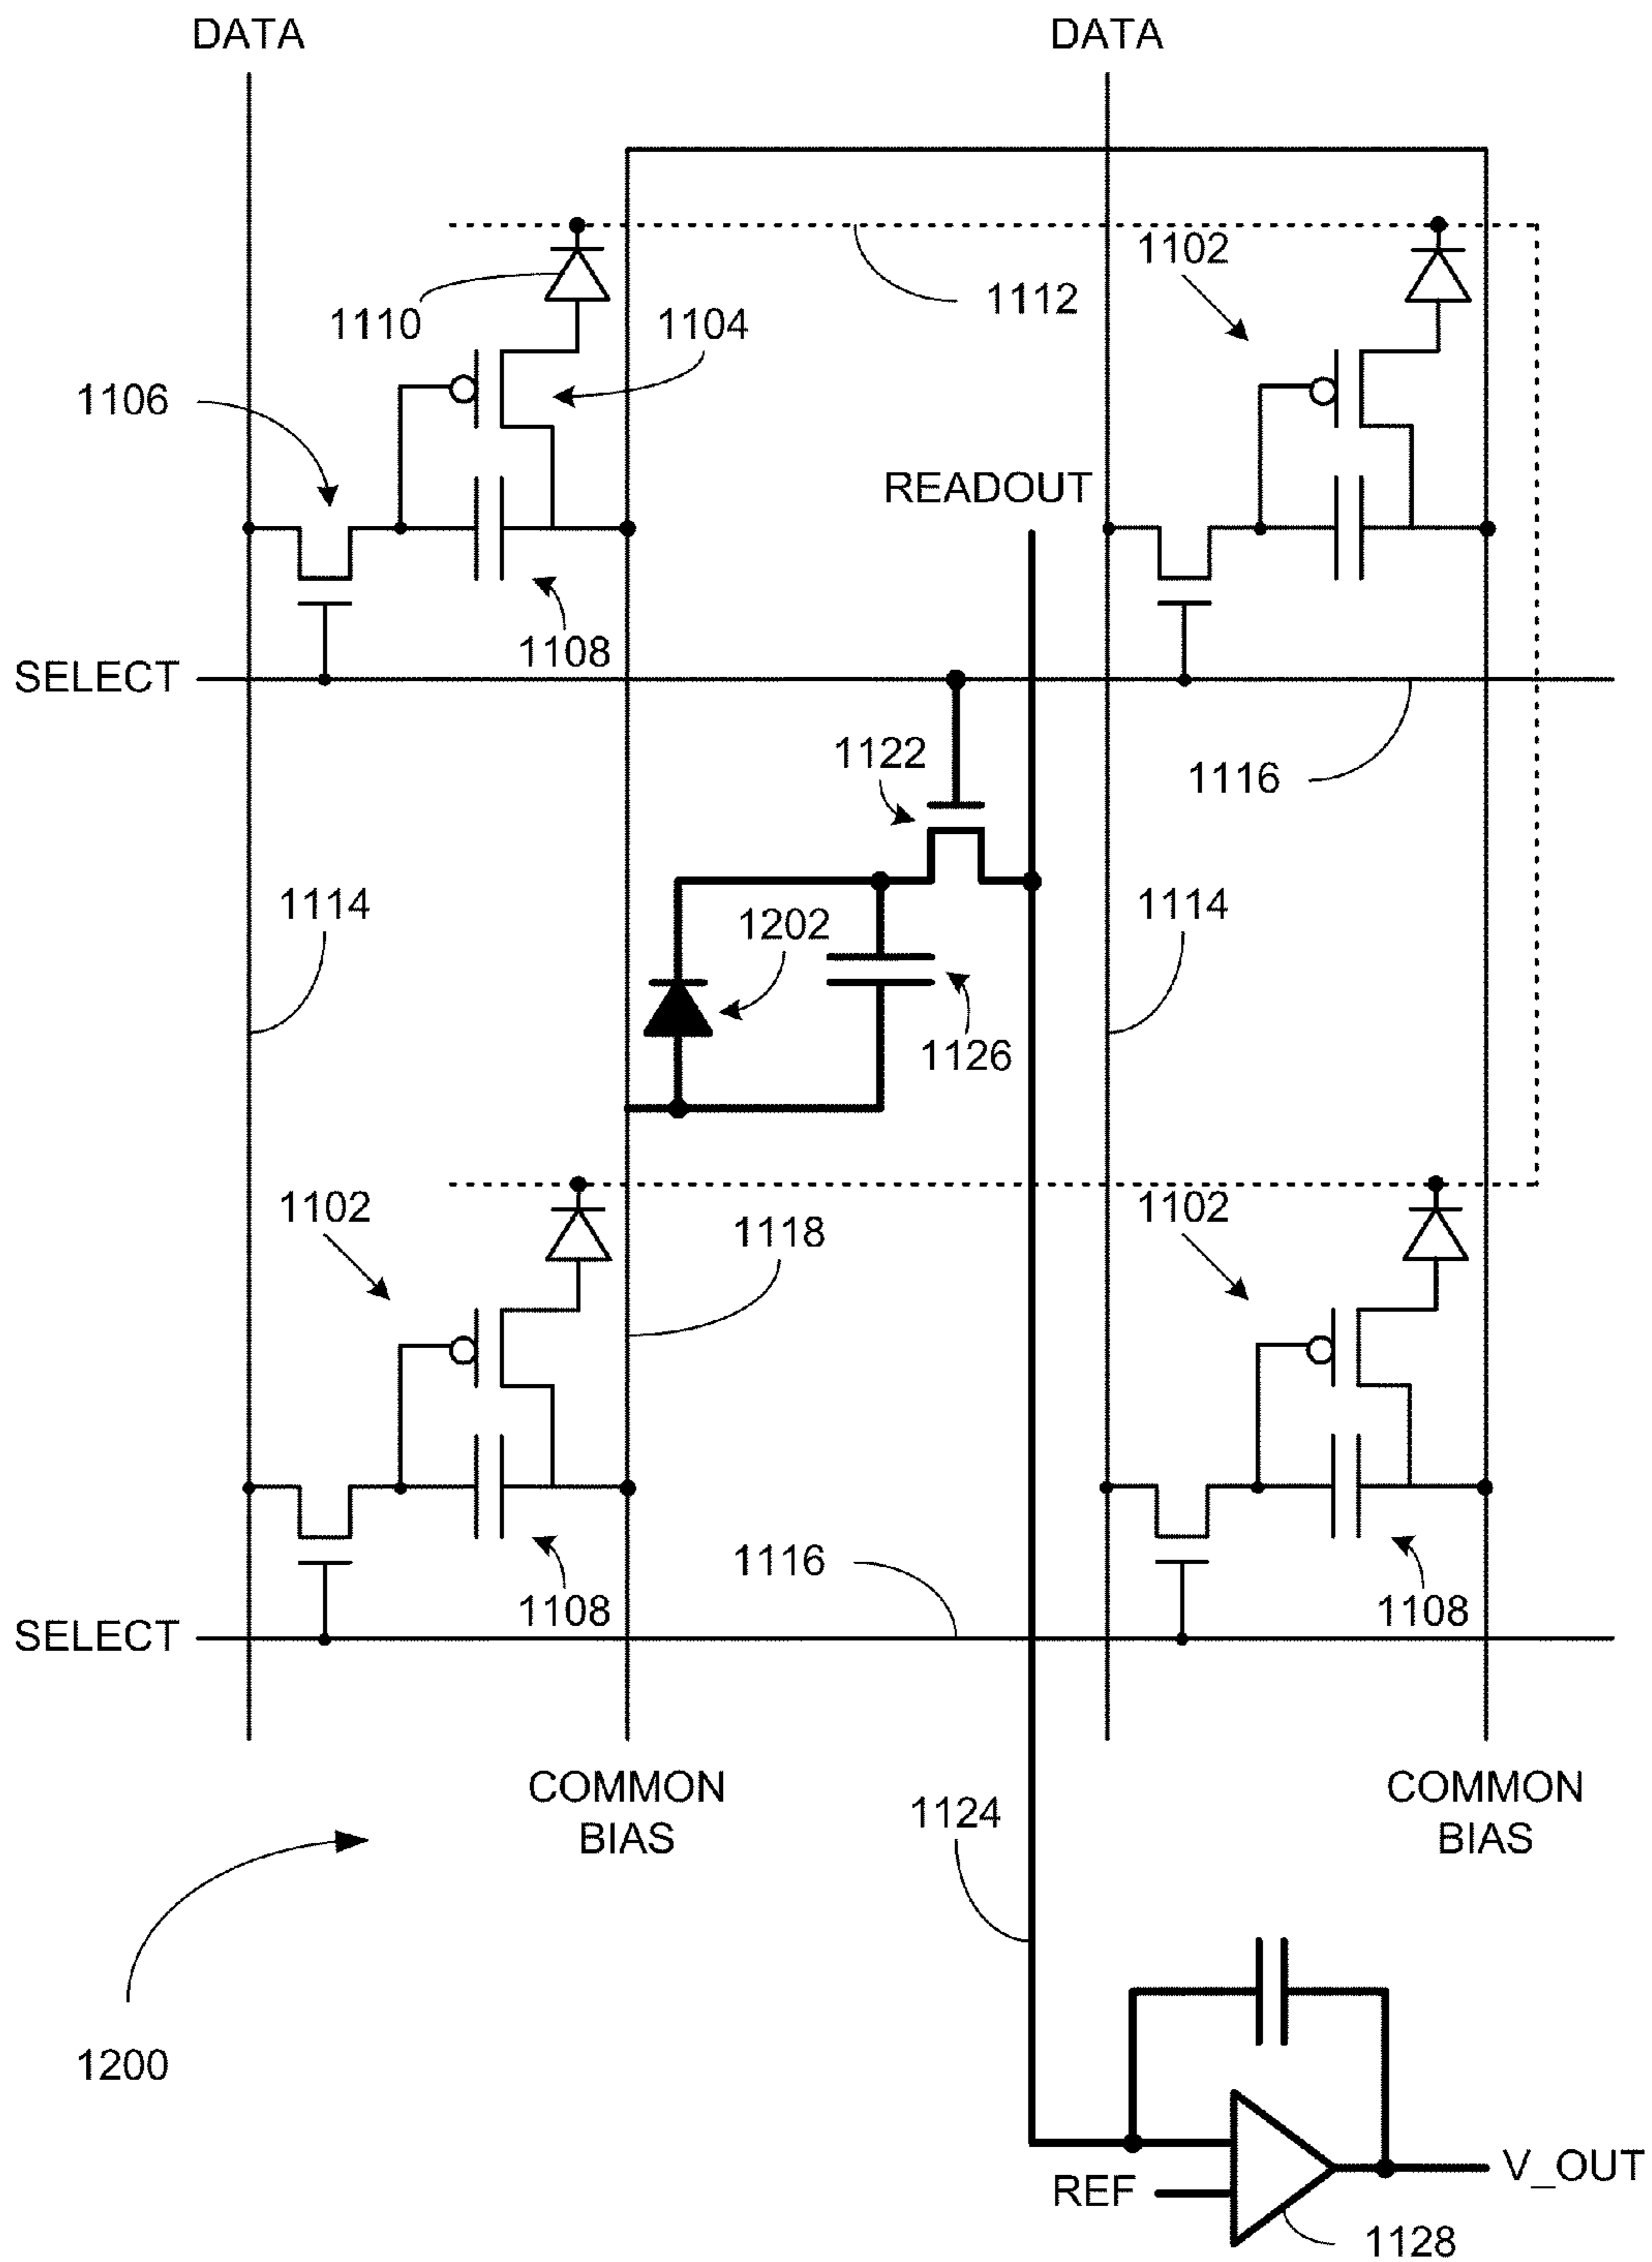 DATA
DATA
1102
1112
1110
1104
1106
READOUT
1108
SELECT
1122
1116
1114
1202
1114
1126
1102
1118
1102
1116
1108
1108
SELECT
COMMON
BIAS
COMMON
BIAS
1124
1200
REF
V_OUT
1128